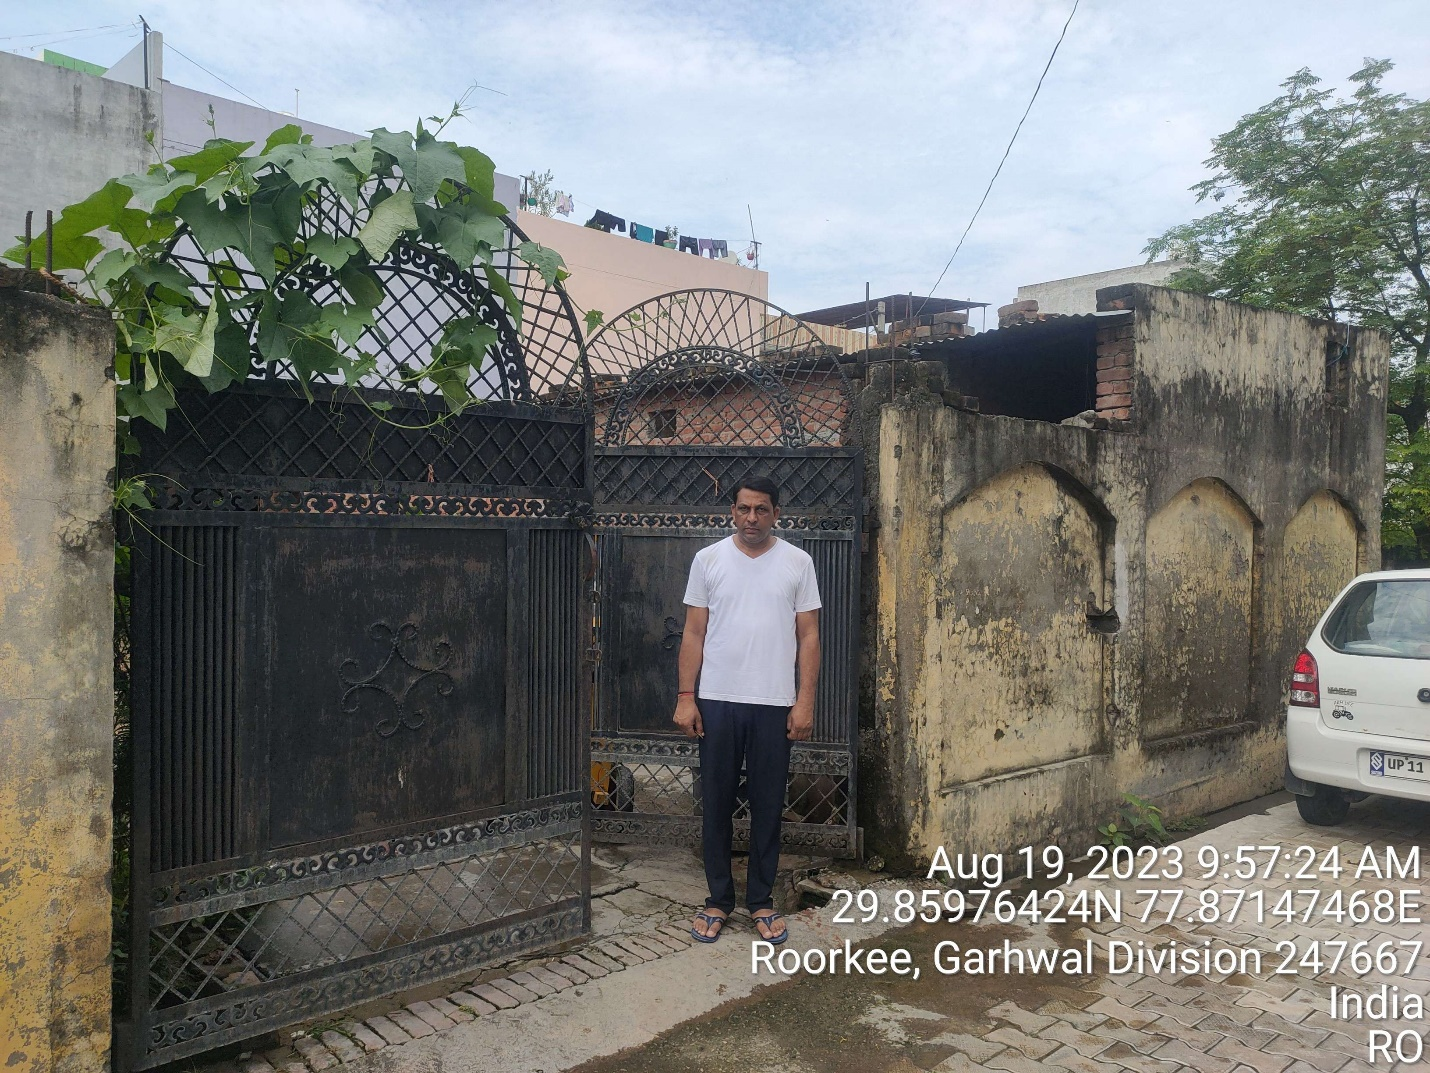 UP 11
Aug 19, 2023 9:57:24 AM
29.85976424N 77.87147468E
Roorkee, Garhwal Division 247667
India
RO